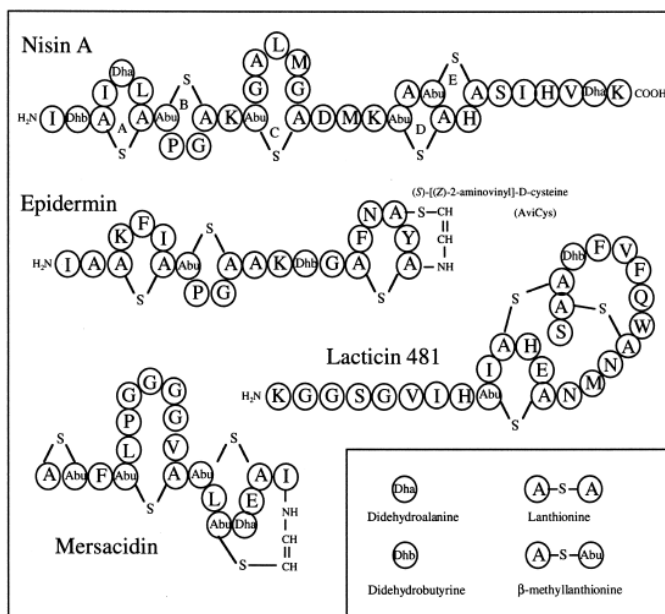 Nisin A
H₂N I Dhb A I Dha L A Abu P G A K Abu G A L M G A D M K Abu A Abu A H A S I H V Dha K COOH
S S S S S
A B C D E
Epidermin
(S)-[(Z)-2-aminovinyl]-D-cysteine
(AviCys)
H₂N I A A K F I A Abu P G A A K Dhb G A F N A Y A
S S S
S–CH
CH
NH
Lacticin 481
H₂N K G G S G V I H Abu I A H E A N M N A W Q F V F Dhb A A S
S S S
Mersacidin
A Abu F Abu L P G G G G V A Abu L Abu Dha E A I
S S S
NH
CH
S CH
Dha
Didehydroalanine
A–S–A
Lanthionine
Dhb
Didehydrobutyrine
A–S–Abu
β-methyllanthionine